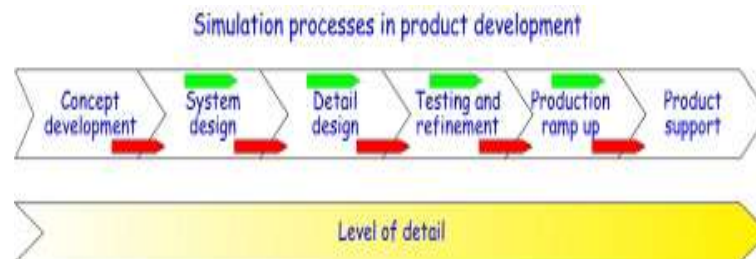 Simulation processes in product development
Concept
development
System
design
Detail
design
Testing and
refinement
Production
ramp up
Product
support
Level of detail